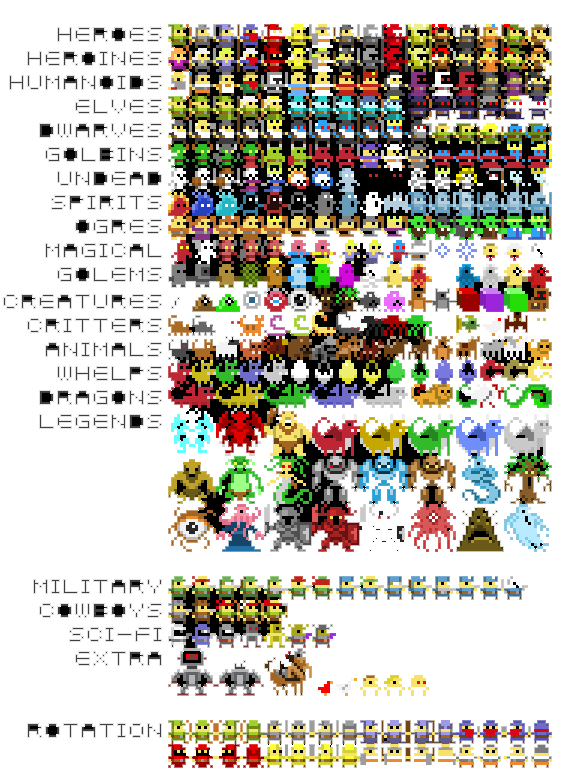 HEROES
HEROINES
HUMANOIDS
ELVES
DWARVES
GOLBINS
UNDEAD
SPIRITS
OGRES
MAGICAL
GOLEMS
CREATURES
CRITTERS
ANIMALS
WHELPS
DRAGONS
LEGENDS
MILITARY
COWBOYS
SCI-FI
EXTRA
ROTATION